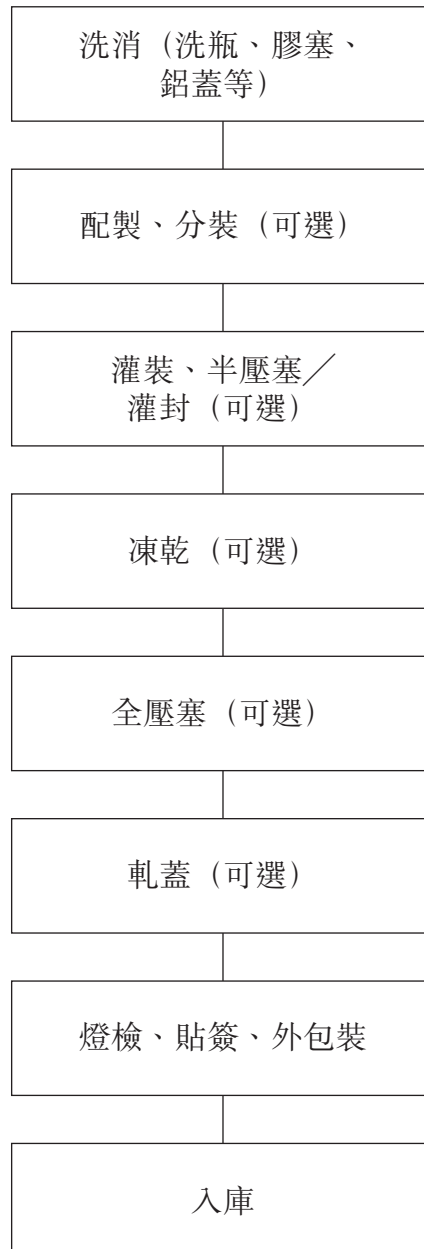 洗消（洗瓶、膠塞、
鋁蓋等）
配製、分裝（可選）
灌裝、半壓塞／
灌封（可選）
凍乾（可選）
全壓塞（可選）
軋蓋（可選）
燈檢、貼簽、外包裝
入庫